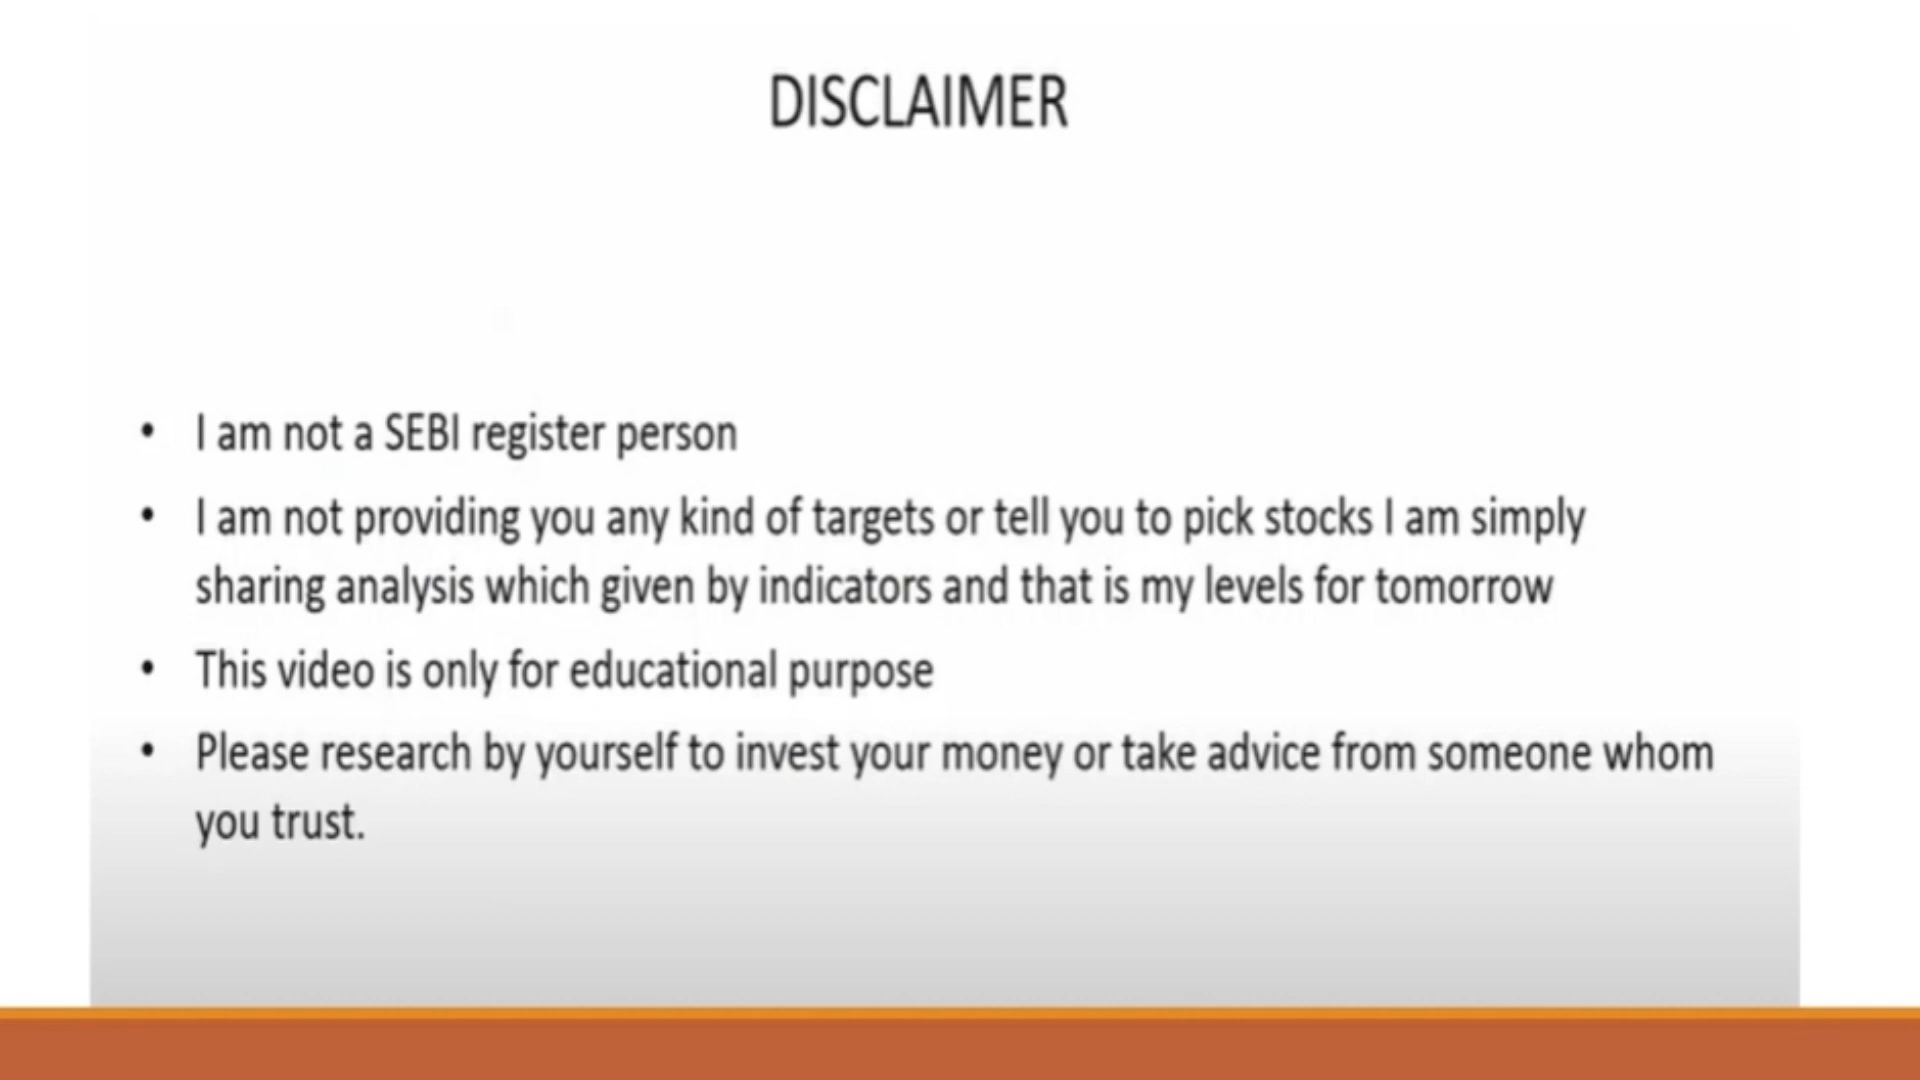 DISCLAIMER
• I am not a SEBI register person
• I am not providing you any kind of targets or tell you to pick stocks I am simply
sharing analysis which given by indicators and that is my levels for tomorrow
• This video is only for educational purpose
• Please research by yourself to invest your money or take advice from someone whom
you trust.